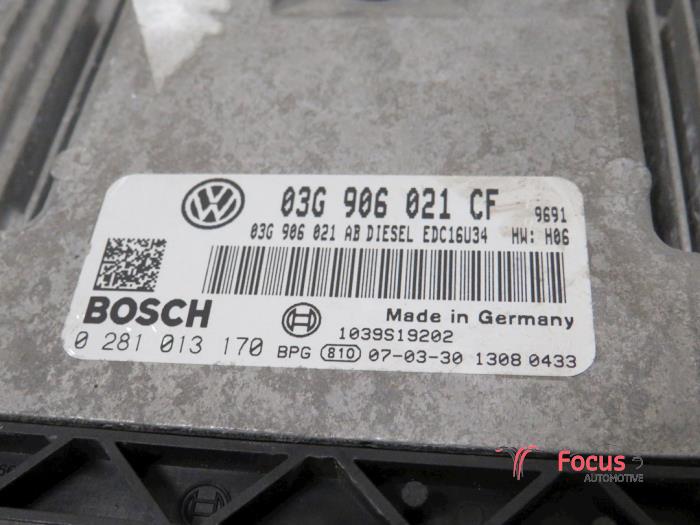 03G 906 021 CF 9691
03G 906 021 AB DIESEL EDC16U34 HW: H06
BOSCH
Made in Germany
1039S19202
0 281 013 170 BPG 810 07-03-30 1308 0433
Focus
AUTOMOTIVE